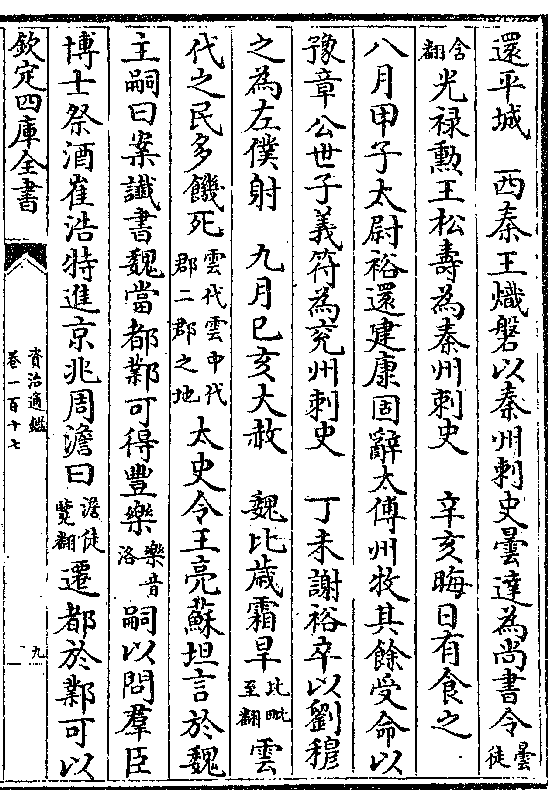 還平城　西秦王熾磐以秦州刺史曇達為尚書令曇徒
含翻光禄勲王松壽為秦州刺史　辛亥晦日有食之
八月甲子太尉裕還建康固辭太傅州牧其餘受命以
豫章公世子義符為兖州刺史　丁未謝裕卒以劉穆
之為左僕射　九月己亥大赦　魏比歲霜旱比毗至翻雲
代之民多饑死雲代雲中代郡二郡之地太史令王亮蘇坦言於魏
主嗣曰案讖書魏當都鄴可得豐樂樂音洛嗣以問羣臣
博士祭酒崔浩特進京兆周澹曰澹徒覽翻遷都於鄴可以
欽定四庫全書
資治通鑑
卷一百十七
九